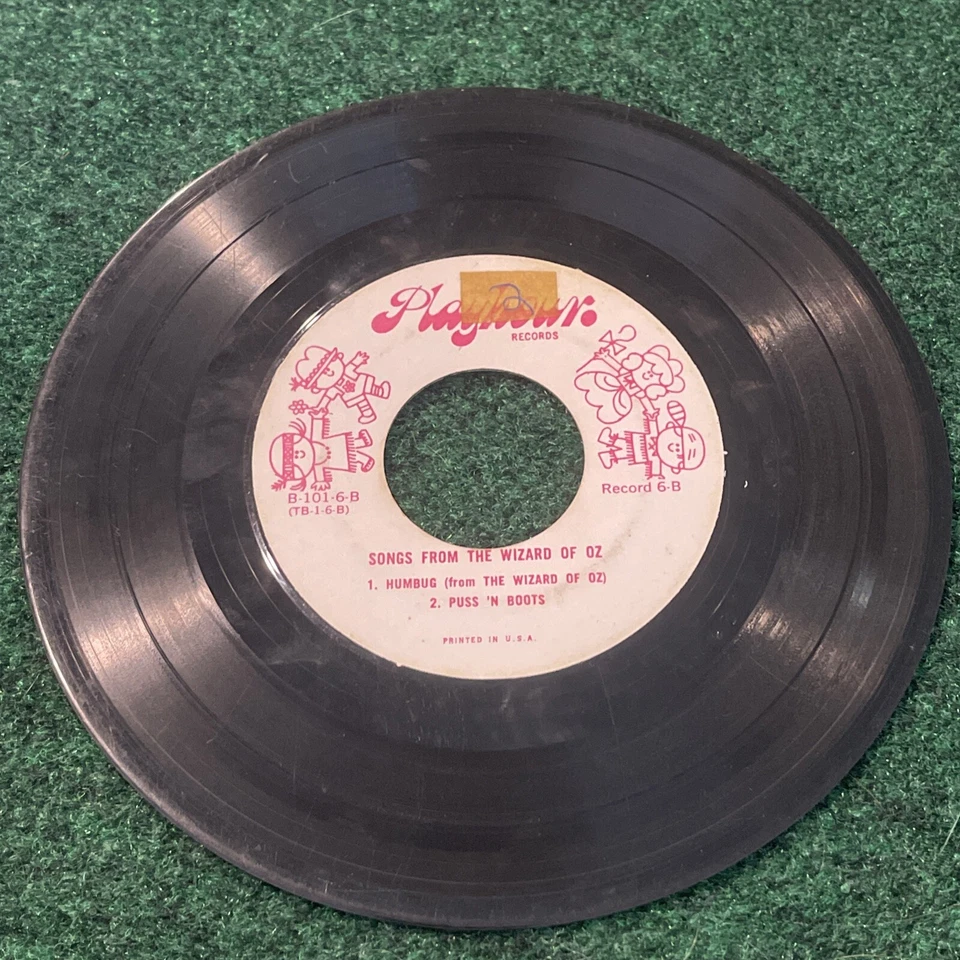 Playhour
RECORDS
B-101-6-B
(TB-1-6-B)
Record 6-B
SONGS FROM THE WIZARD OF OZ
1. HUMBUG (from THE WIZARD OF OZ)
2. PUSS 'N BOOTS
PRINTED IN U.S.A.